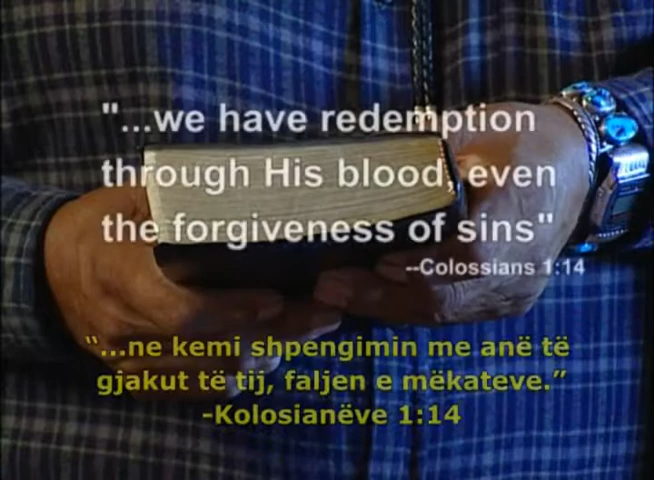 "...we have redemption
through His blood, even
the forgiveness of sins"
--Colossians 1:14
“...ne kemi shpengimin me anë të
gjakut të tij, faljen e mëkateve.”
-Kolosianëve 1:14